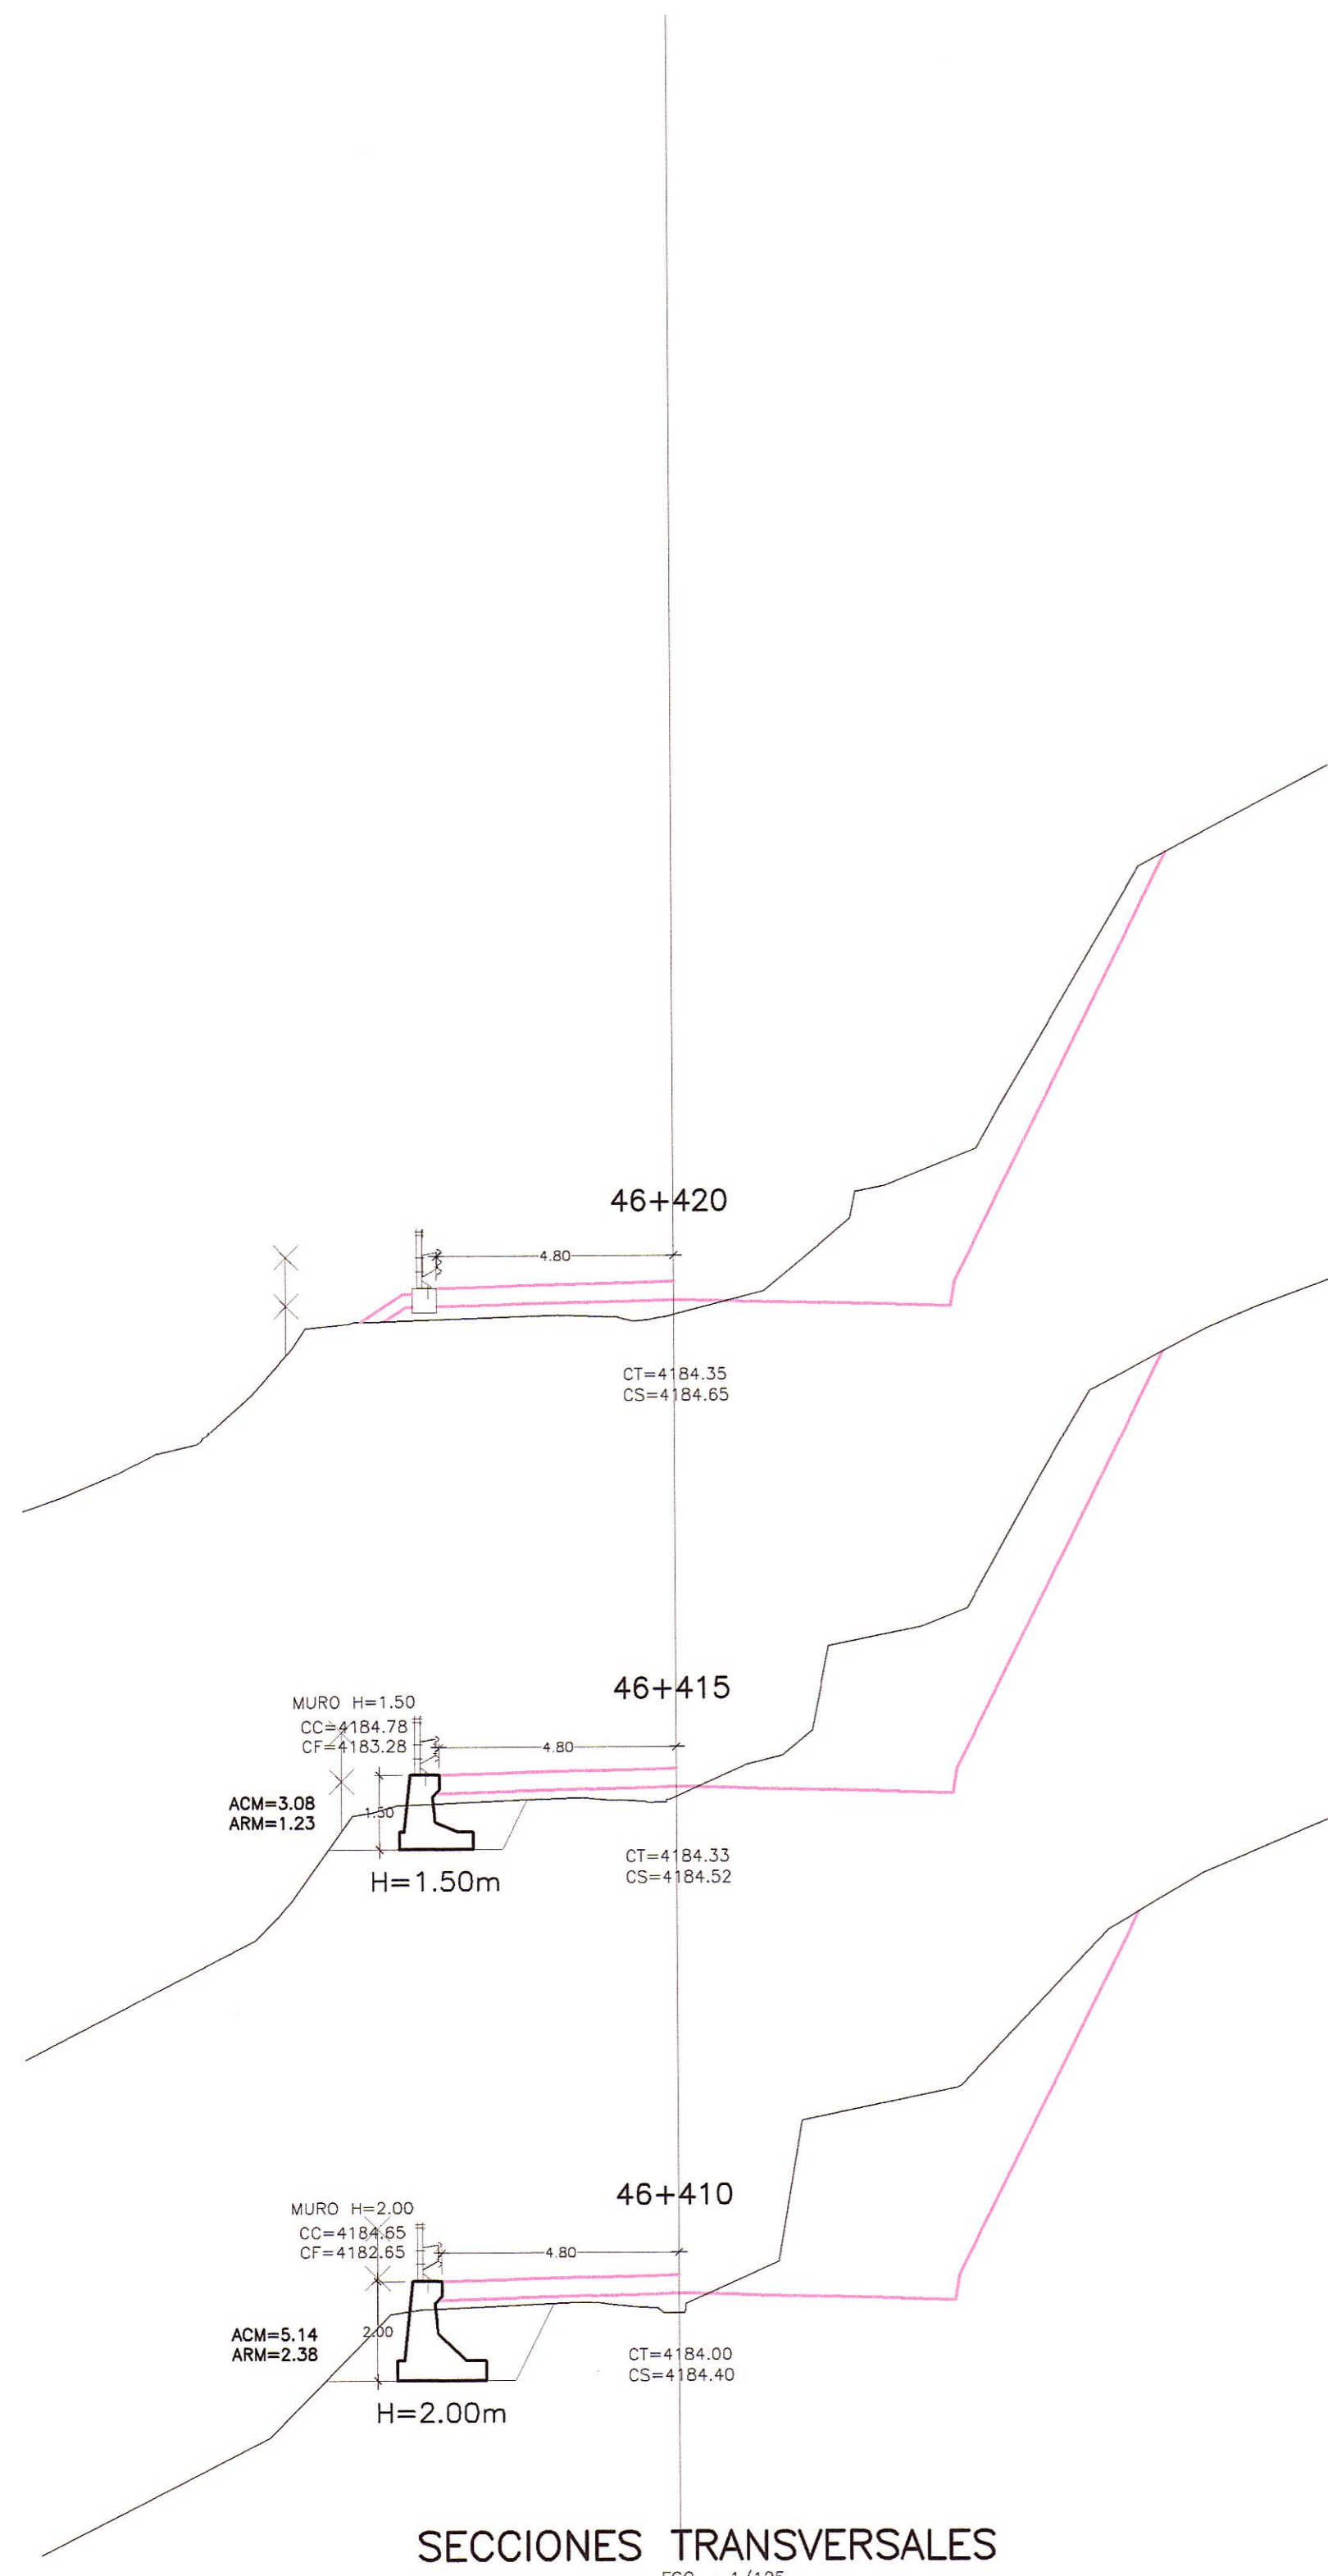 46+420
4.80
CT=4184.35
CS=4184.65
46+415
MURO H=1.50
CC=4184.78
CF=4183.28
4.80
ACM=3.08
ARM=1.23
1.50
CT=4184.33
CS=4184.52
H=1.50m
46+410
MURO H=2.00
CC=4184.65
CF=4182.65
4.80
ACM=5.14
ARM=2.38
2.00
CT=4184.00
CS=4184.40
H=2.00m
SECCIONES TRANSVERSALES